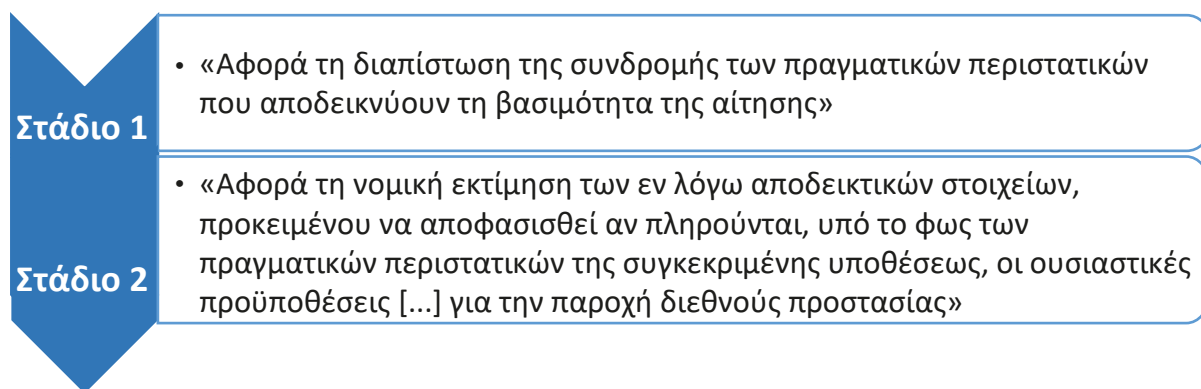 Στάδιο 1
• «Αφορά τη διαπίστωση της συνδρομής των πραγματικών περιστατικών
που αποδεικνύουν τη βασιμότητα της αίτησης»
Στάδιο 2
• «Αφορά τη νομική εκτίμηση των εν λόγω αποδεικτικών στοιχείων,
προκειμένου να αποφασισθεί αν πληρούνται, υπό το φως των
πραγματικών περιστατικών της συγκεκριμένης υποθέσεως, οι ουσιαστικές
προϋποθέσεις [...] για την παροχή διεθνούς προστασίας»